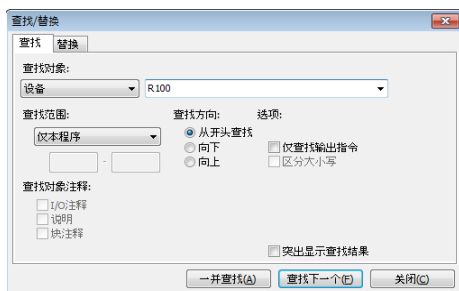 查找/替换
查找 替换
查找对象:
设备 R100
查找范围: 查找方向: 选项:
仅本程序 从开头查找
向下 仅查找输出指令
- 向上 区分大小写
查找对象注释:
I/O注释
说明
块注释
突出显示查找结果
一并查找(A) 查找下一个(F) 关闭(C)